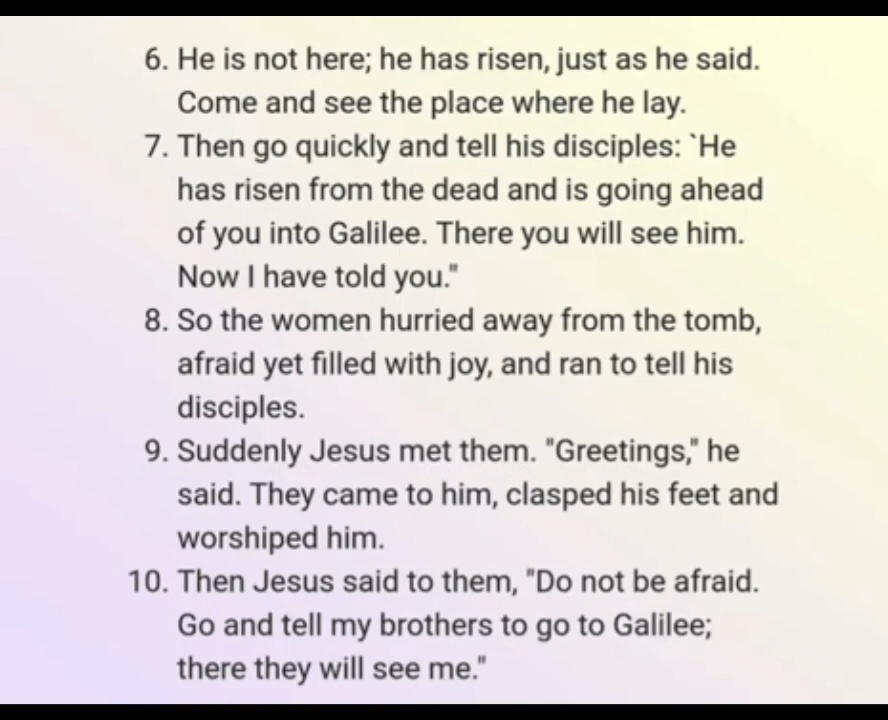 6. He is not here; he has risen, just as he said.
Come and see the place where he lay.
7. Then go quickly and tell his disciples: `He
has risen from the dead and is going ahead
of you into Galilee. There you will see him.
Now I have told you."
8. So the women hurried away from the tomb,
afraid yet filled with joy, and ran to tell his
disciples.
9. Suddenly Jesus met them. "Greetings," he
said. They came to him, clasped his feet and
worshiped him.
10. Then Jesus said to them, "Do not be afraid.
Go and tell my brothers to go to Galilee;
there they will see me."